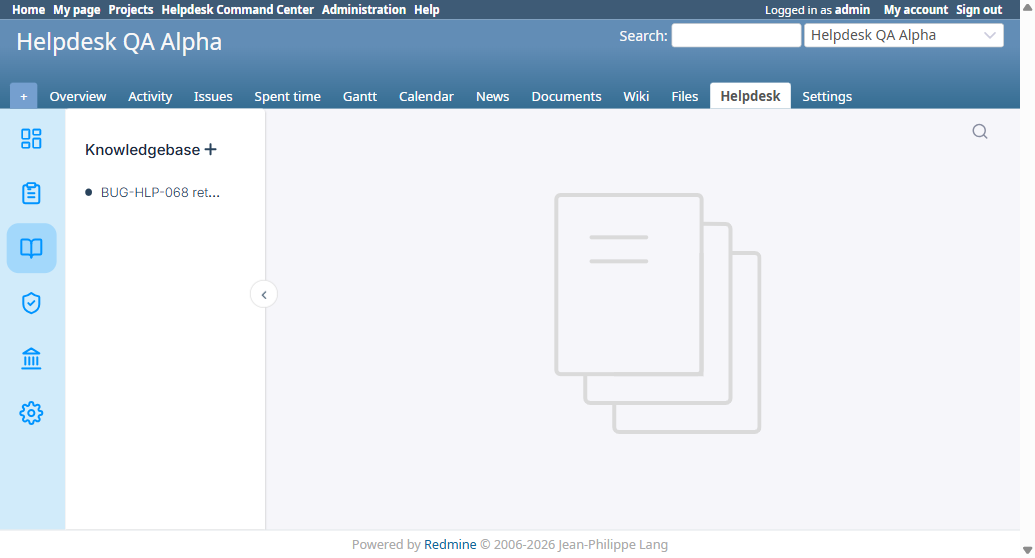 Home My page Projects Helpdesk Command Center Administration Help Logged in as admin My account Sign out
Helpdesk QA Alpha Search: Helpdesk QA Alpha
+ Overview Activity Issues Spent time Gantt Calendar News Documents Wiki Files Helpdesk Settings
Knowledgebase +
BUG-HLP-068 ret...
Powered by Redmine © 2006-2026 Jean-Philippe Lang